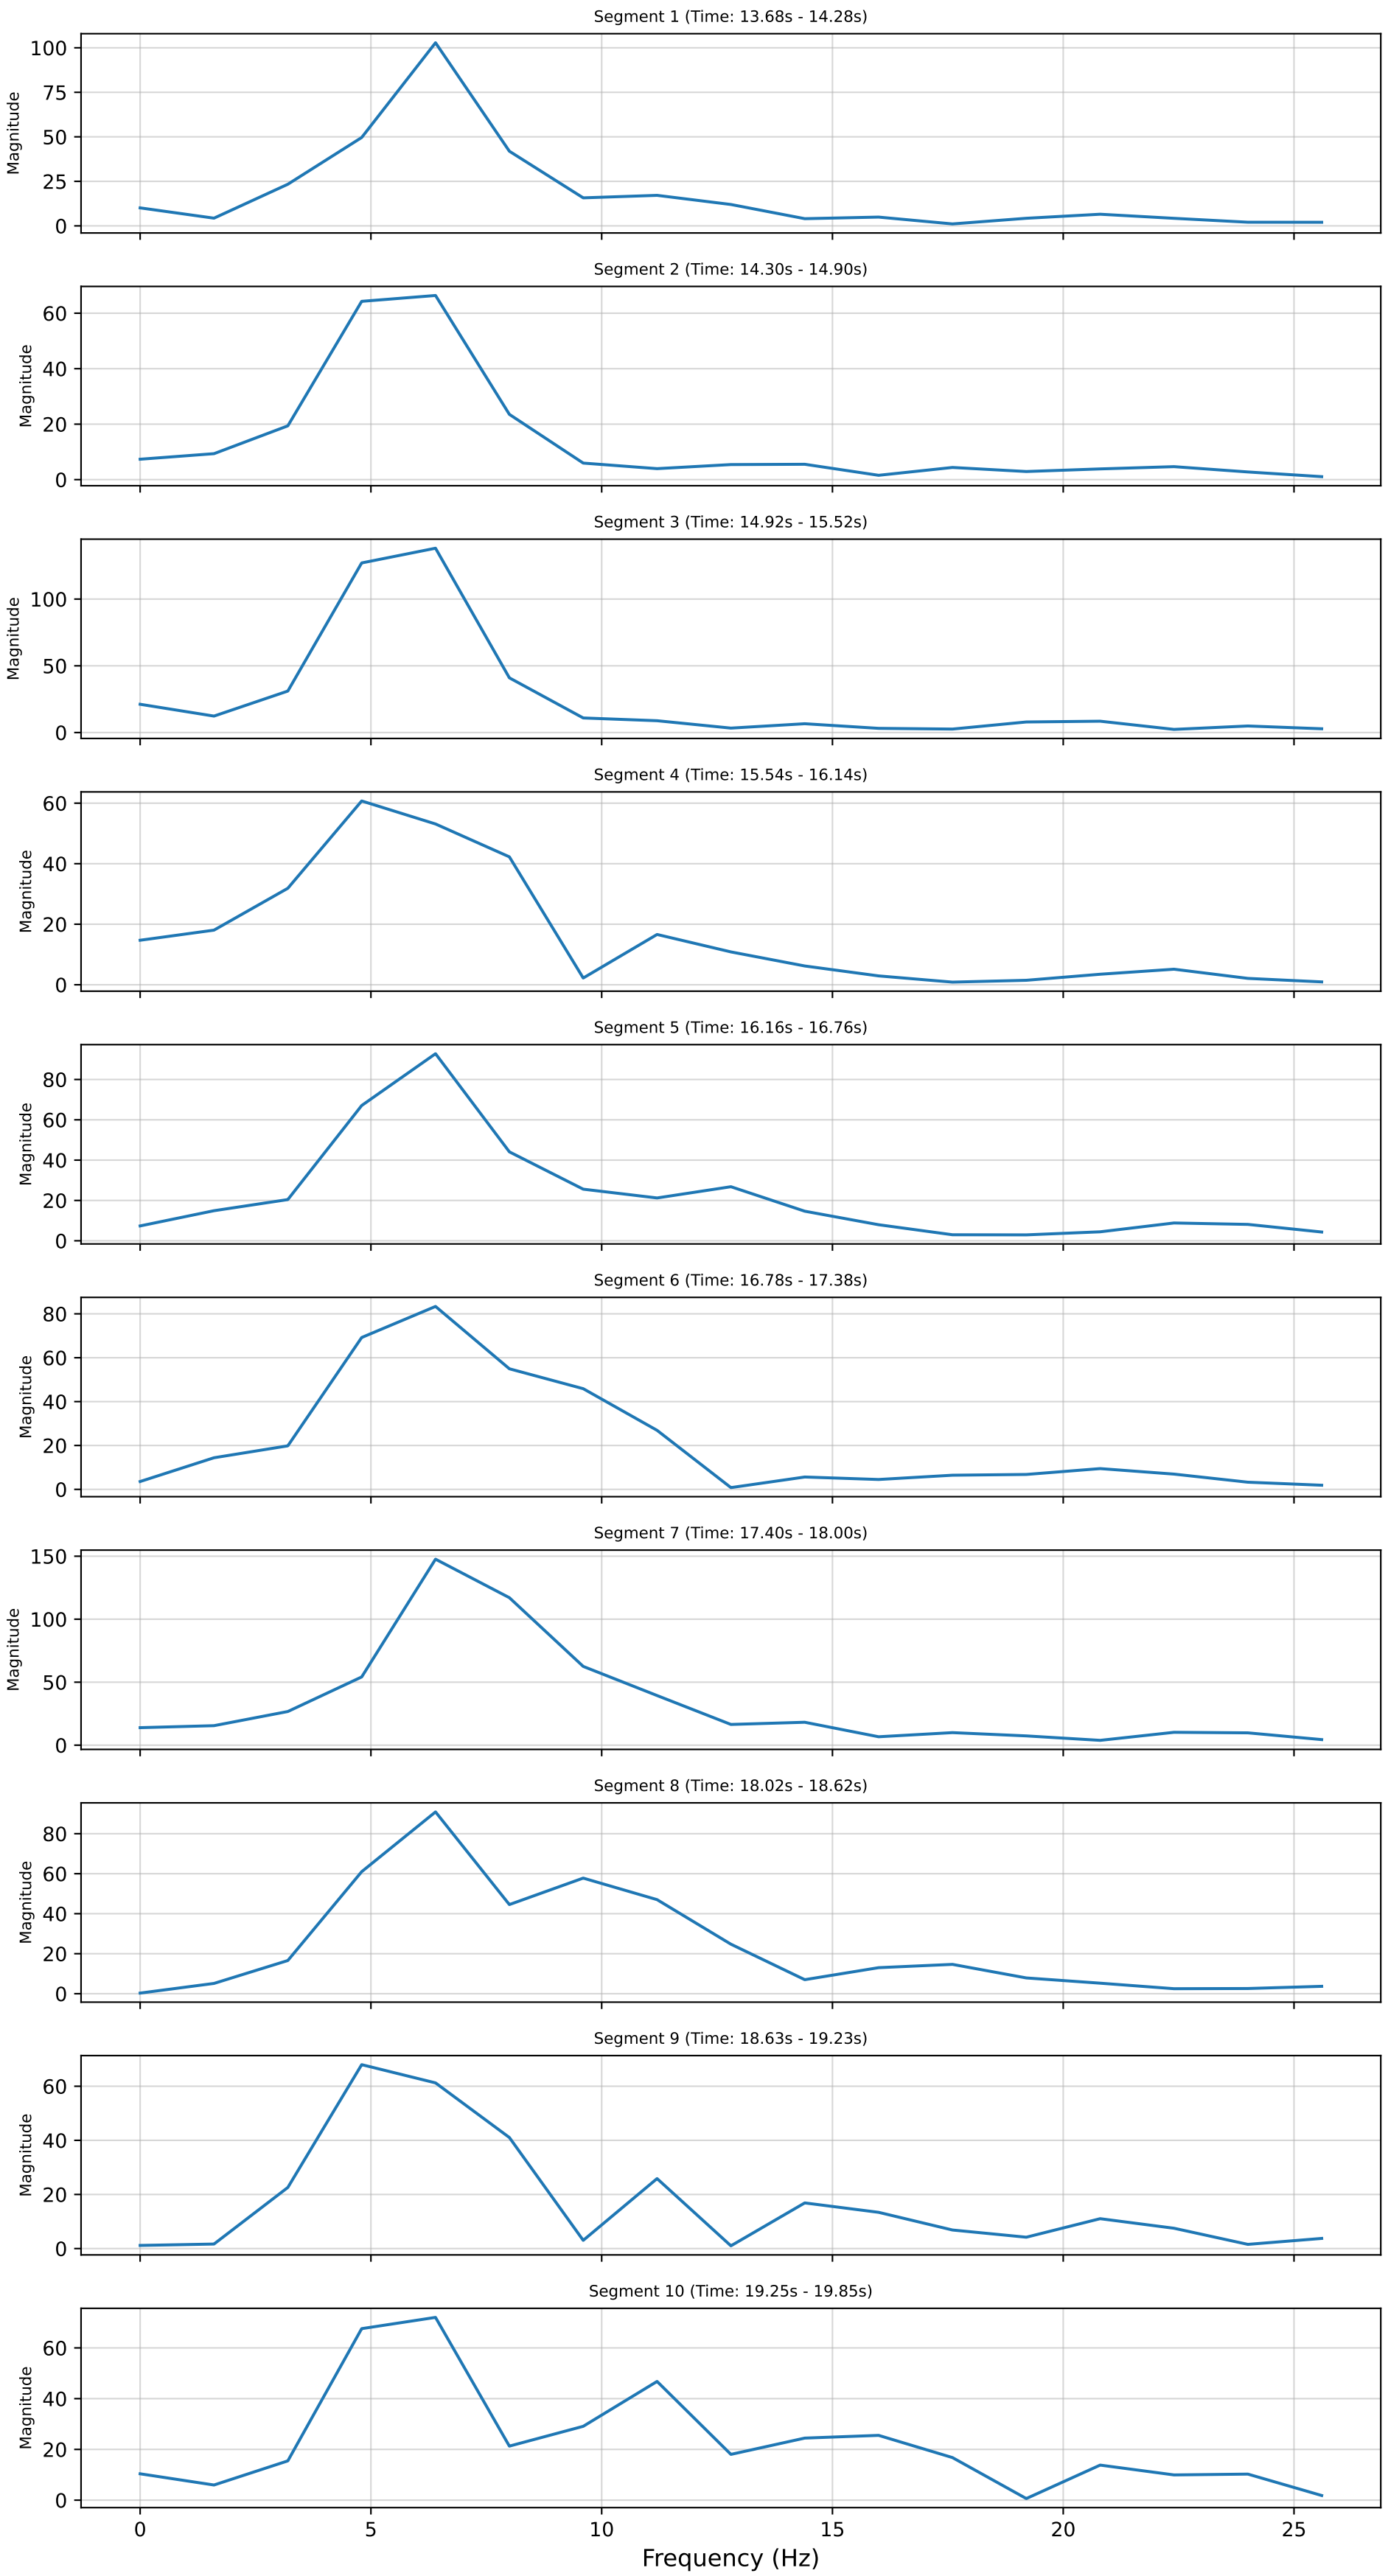 Segment 1 (Time: 13.68s - 14.28s)
100
75
50
25
0
Magnitude
Segment 2 (Time: 14.30s - 14.90s)
60
40
20
0
Magnitude
Segment 3 (Time: 14.92s - 15.52s)
100
50
0
Magnitude
Segment 4 (Time: 15.54s - 16.14s)
60
40
20
0
Magnitude
Segment 5 (Time: 16.16s - 16.76s)
80
60
40
20
0
Magnitude
Segment 6 (Time: 16.78s - 17.38s)
80
60
40
20
0
Magnitude
Segment 7 (Time: 17.40s - 18.00s)
150
100
50
0
Magnitude
Segment 8 (Time: 18.02s - 18.62s)
80
60
40
20
0
Magnitude
Segment 9 (Time: 18.63s - 19.23s)
60
40
20
0
Magnitude
Segment 10 (Time: 19.25s - 19.85s)
60
40
20
0
Magnitude
0 5 10 15 20 25
Frequency (Hz)